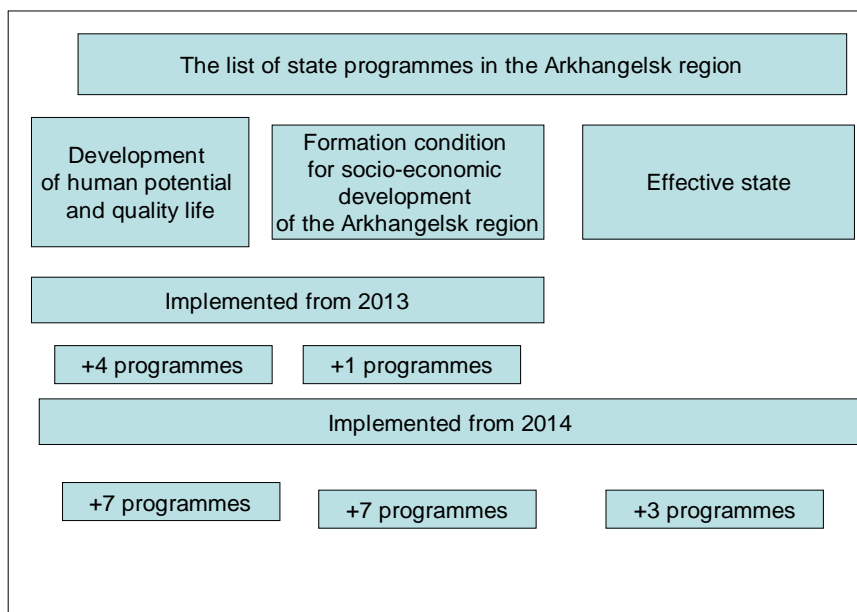 The list of state programmes in the Arkhangelsk region
Development
of human potential
and quality life
Formation condition
for socio-economic
development
of the Arkhangelsk region
Effective state
Implemented from 2013
+4 programmes
+1 programmes
Implemented from 2014
+7 programmes
+7 programmes
+3 programmes